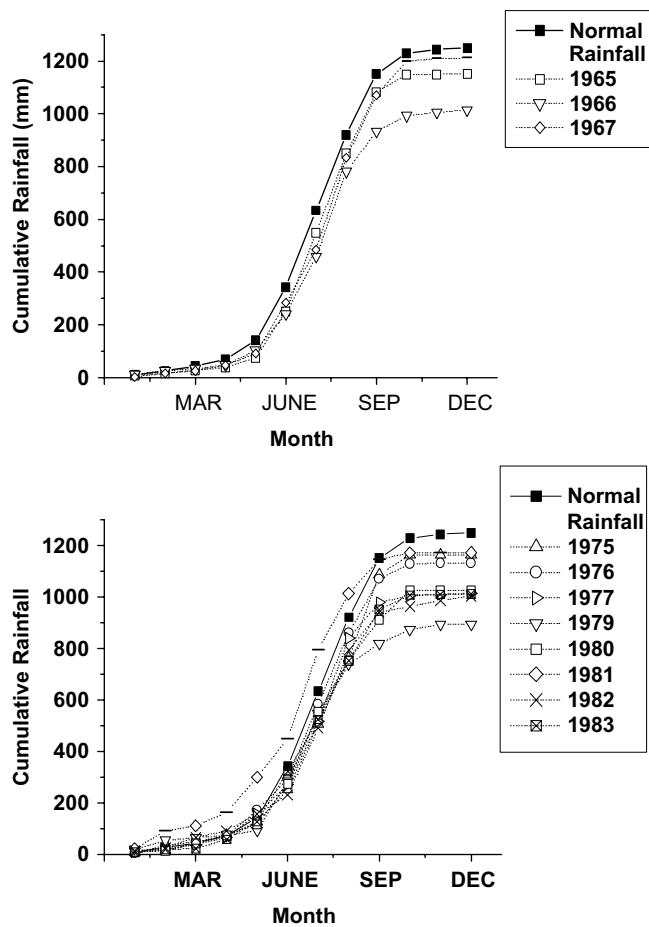 Normal
Rainfall
1965
1966
1967
1200
1000
800
600
400
200
0
Cumulative Rainfall (mm)
MAR JUNE SEP DEC
Month
Normal
Rainfall
1975
1976
1977
1979
1980
1981
1982
1983
1200
1000
800
600
400
200
0
Cumulative Rainfall
MAR JUNE SEP DEC
Month